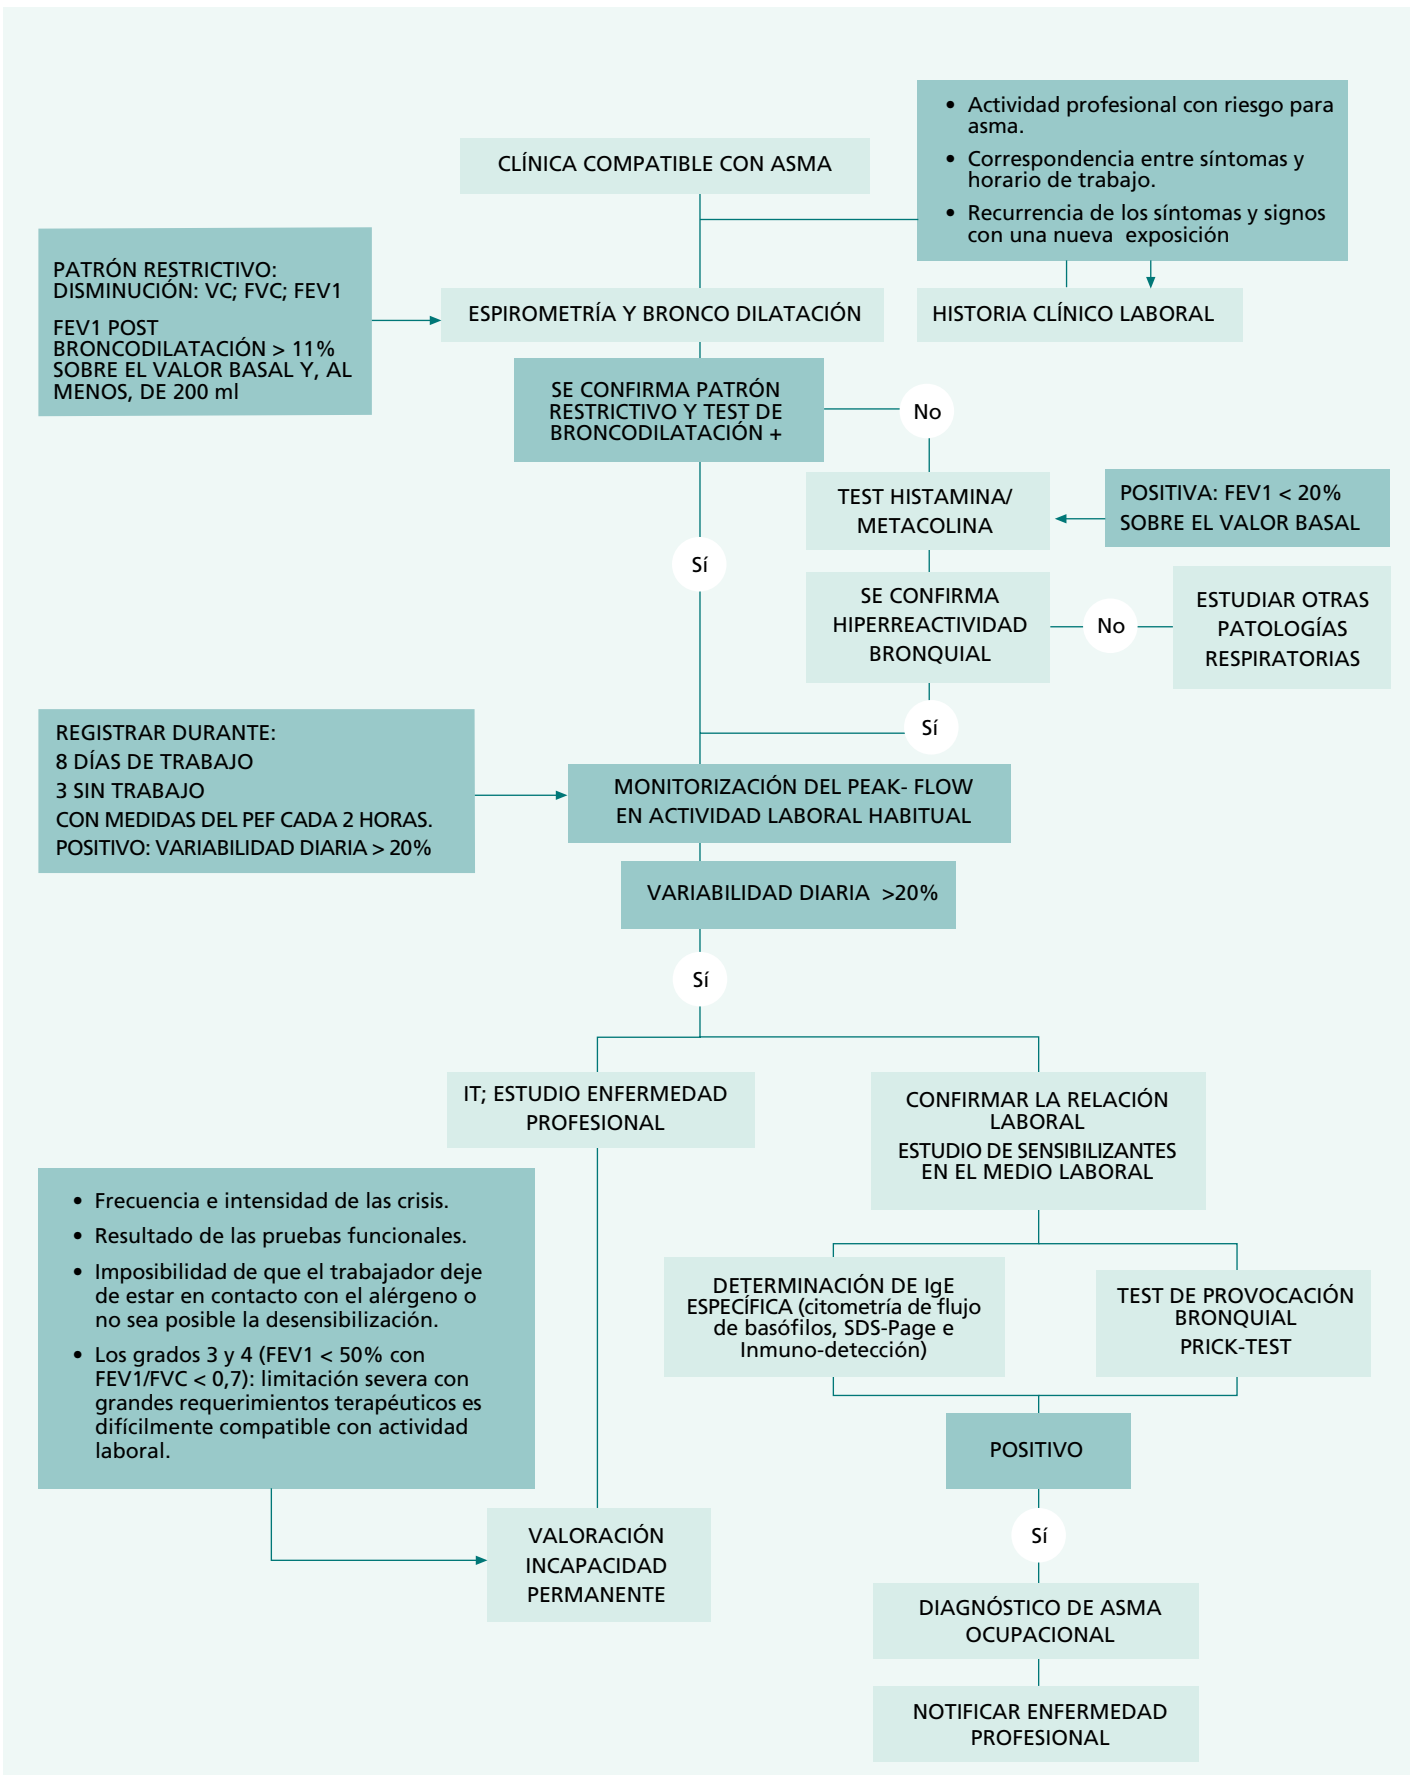 CLÍNICA COMPATIBLE CON ASMA
• Actividad profesional con riesgo para
asma.
• Correspondencia entre síntomas y
horario de trabajo.
• Recurrencia de los síntomas y signos
con una nueva exposición
HISTORIA CLÍNICO LABORAL
PATRÓN RESTRICTIVO:
DISMINUCIÓN: VC; FVC; FEV1
FEV1 POST
BRONCODILATACIÓN > 11%
SOBRE EL VALOR BASAL Y, AL
MENOS, DE 200 ml
ESPIROMETRÍA Y BRONCO DILATACIÓN
SE CONFIRMA PATRÓN
RESTRICTIVO Y TEST DE
BRONCODILATACIÓN +
No
TEST HISTAMINA/
METACOLINA
POSITIVA: FEV1 < 20%
SOBRE EL VALOR BASAL
Sí
SE CONFIRMA
HIPERREACTIVIDAD
BRONQUIAL
No
ESTUDIAR OTRAS
PATOLOGÍAS
RESPIRATORIAS
Sí
REGISTRAR DURANTE:
8 DÍAS DE TRABAJO
3 SIN TRABAJO
CON MEDIDAS DEL PEF CADA 2 HORAS.
POSITIVO: VARIABILIDAD DIARIA > 20%
MONITORIZACIÓN DEL PEAK- FLOW
EN ACTIVIDAD LABORAL HABITUAL
VARIABILIDAD DIARIA >20%
Sí
IT; ESTUDIO ENFERMEDAD
PROFESIONAL
CONFIRMAR LA RELACIÓN
LABORAL
ESTUDIO DE SENSIBILIZANTES
EN EL MEDIO LABORAL
• Frecuencia e intensidad de las crisis.
• Resultado de las pruebas funcionales.
• Imposibilidad de que el trabajador deje
de estar en contacto con el alérgeno o
no sea posible la desensibilización.
• Los grados 3 y 4 (FEV1 < 50% con
FEV1/FVC < 0,7): limitación severa con
grandes requerimientos terapéuticos es
difícilmente compatible con actividad
laboral.
DETERMINACIÓN DE IgE
ESPECÍFICA (citometría de flujo
de basófilos, SDS-Page e
Inmuno-detección)
TEST DE PROVOCACIÓN
BRONQUIAL
PRICK-TEST
POSITIVO
Sí
VALORACIÓN
INCAPACIDAD
PERMANENTE
DIAGNÓSTICO DE ASMA
OCUPACIONAL
NOTIFICAR ENFERMEDAD
PROFESIONAL